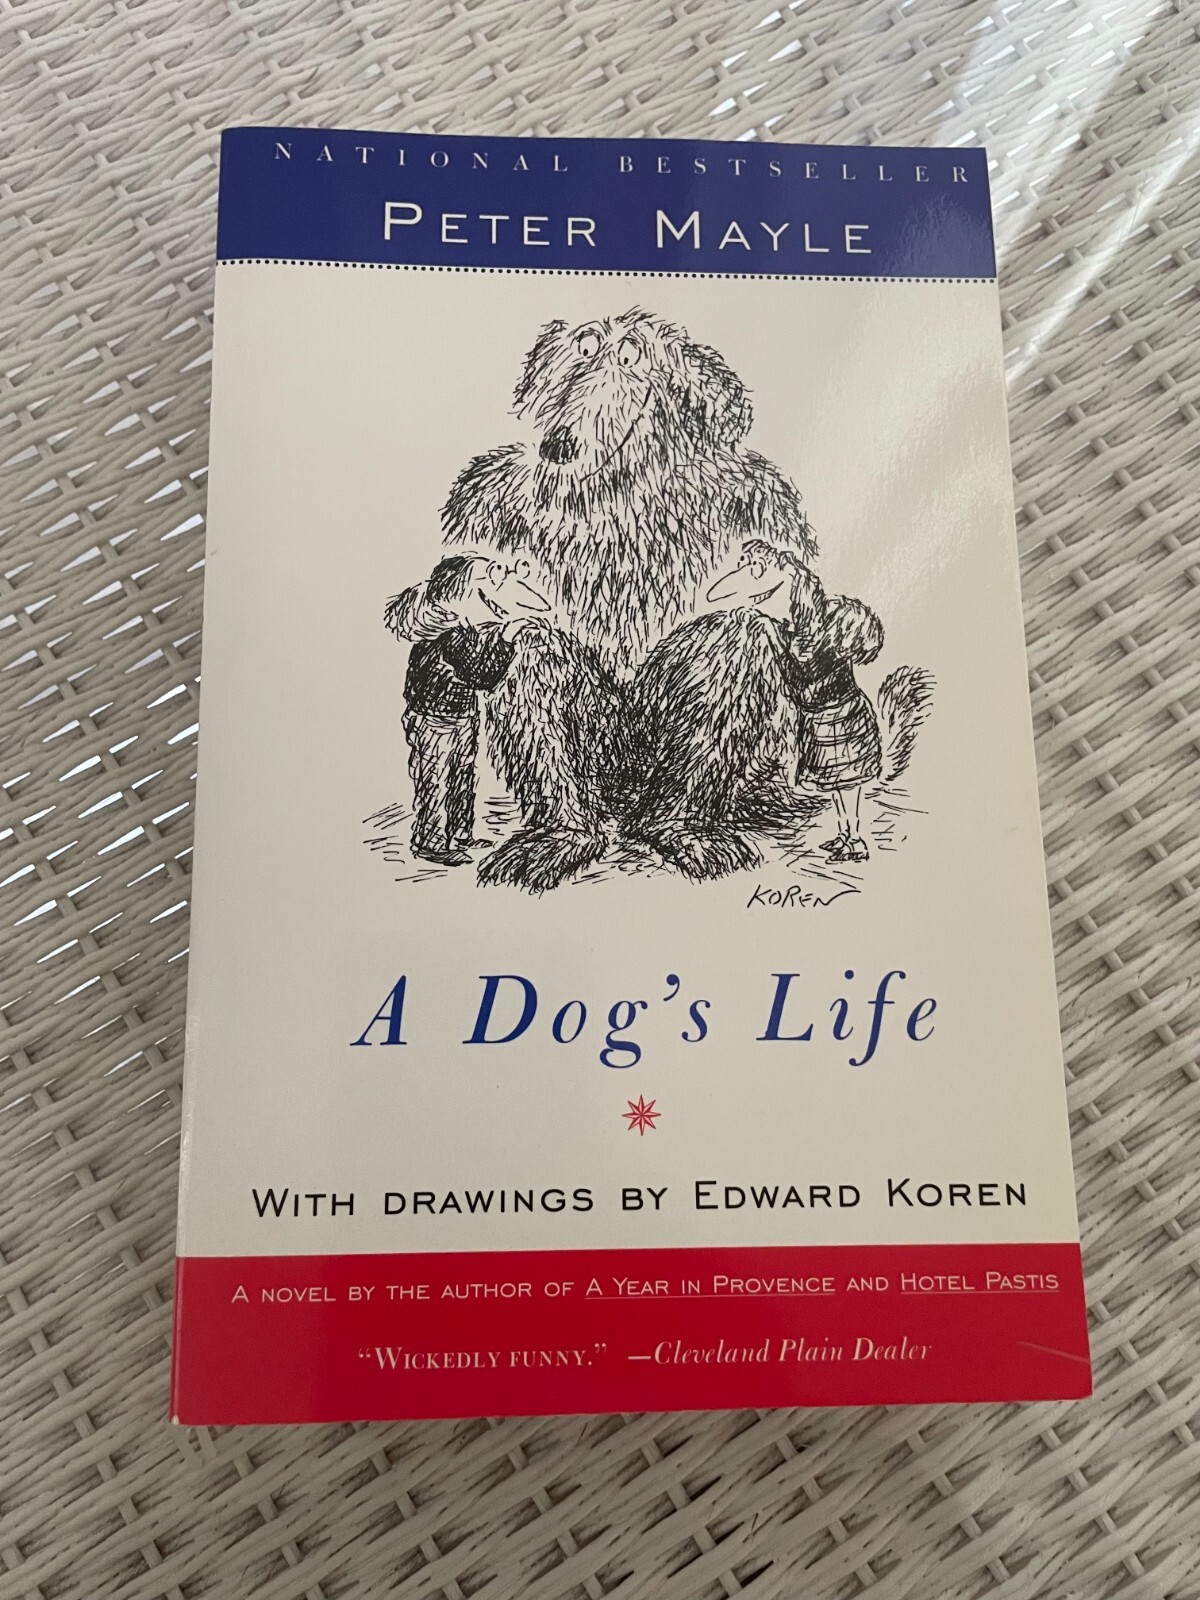 NATIONAL BESTSELLER
PETER MAYLE
KOREN
A Dog's Life
WITH DRAWINGS BY EDWARD KOREN
A NOVEL BY THE AUTHOR OF A YEAR IN PROVENCE AND HOTEL PASTIS
“WICKEDLY FUNNY.” —Cleveland Plain Dealer